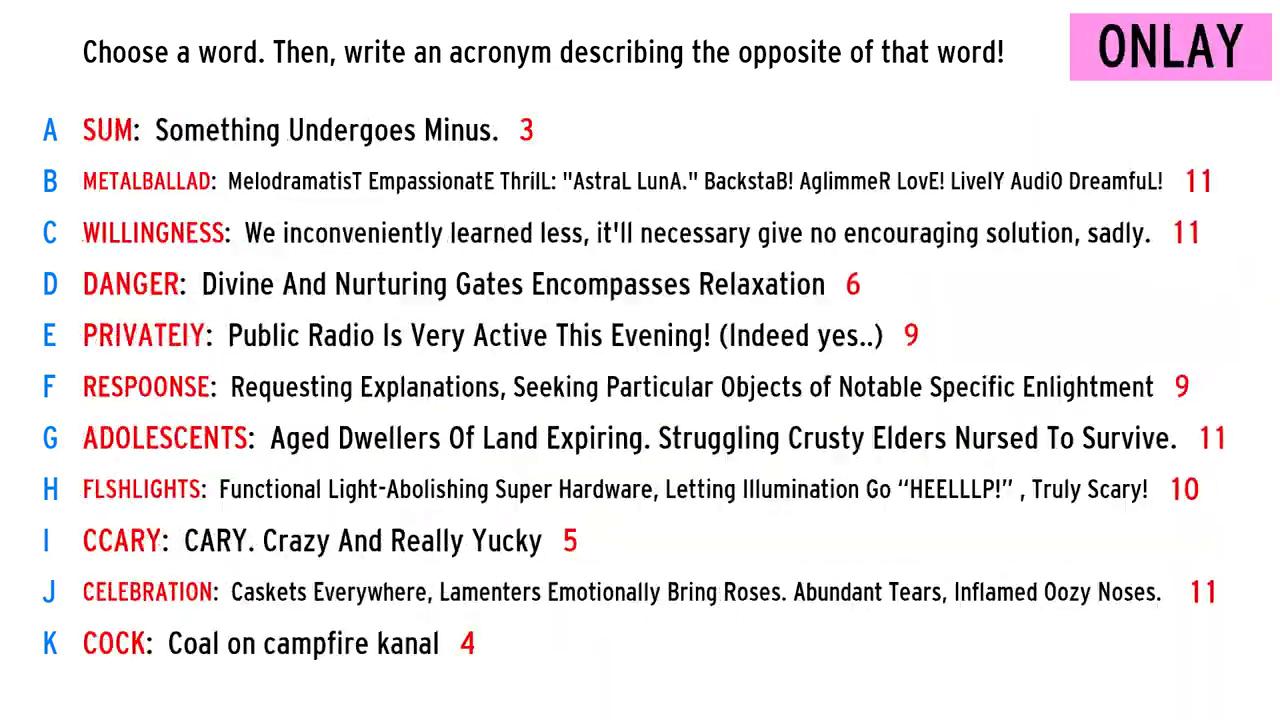 Choose a word. Then, write an acronym describing the opposite of that word!
ONLAY
A SUM: Something Undergoes Minus. 3
B METALBALLAD: MelodramatisT EmpassionatE ThrilL: "AstraL LunA." BackstaB! AglimmeR LovE! LivelY AudiO DreamfuL! 11
C WILLINGNESS: We inconveniently learned less, it'll necessary give no encouraging solution, sadly. 11
D DANGER: Divine And Nurturing Gates Encompasses Relaxation 6
E PRIVATEIY: Public Radio Is Very Active This Evening! (Indeed yes..) 9
F RESPOONSE: Requesting Explanations, Seeking Particular Objects of Notable Specific Enlightment 9
G ADOLESCENTS: Aged Dwellers Of Land Expiring. Struggling Crusty Elders Nursed To Survive. 11
H FLSHLIGHTS: Functional Light-Abolishing Super Hardware, Letting Illumination Go “HEELLLP!” , Truly Scary! 10
I CCARY: CARY. Crazy And Really Yucky 5
J CELEBRATION: Caskets Everywhere, Lamenters Emotionally Bring Roses. Abundant Tears, Inflamed Oozy Noses. 11
K COCK: Coal on campfire kanal 4